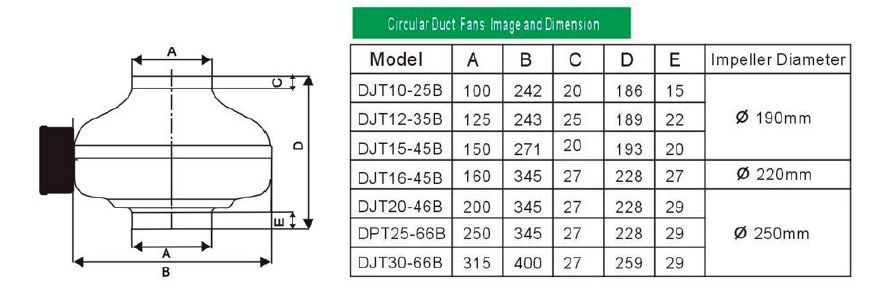 Circular Duct Fans Image and Dimension
A
C
D
E
A
B
Model A B C D E Impeller Diameter
DJT10-25B 100 242 20 186 15
DJT12-35B 125 243 25 189 22
Ø 190mm
DJT15-45B 150 271 20 193 20
DJT16-45B 160 345 27 228 27 Ø 220mm
DJT20-46B 200 345 27 228 29
DPT25-66B 250 345 27 228 29 Ø 250mm
DJT30-66B 315 400 27 259 29